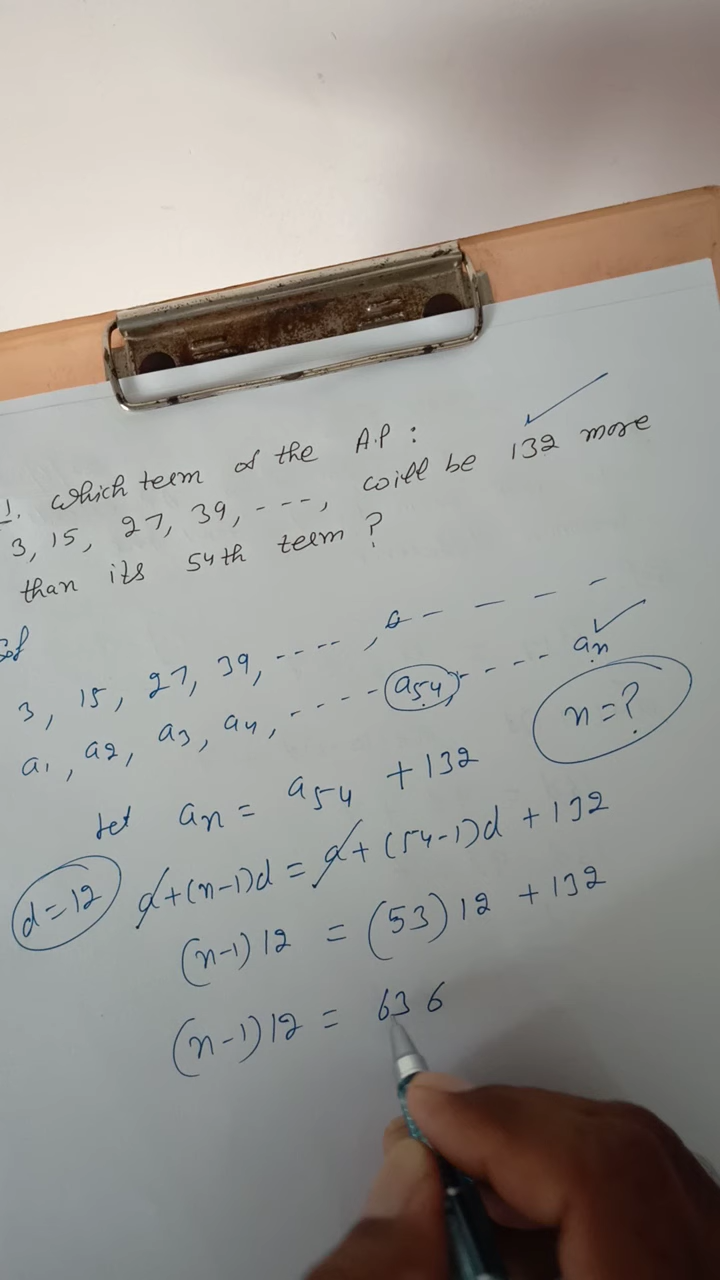 1. Which term of the A.P :
3, 15, 27, 39, ---, will be 132 more
than its 54th term ?
Sol
3, 15, 27, 39, ----, a - - - - -
a1, a2, a3, a4, ---- a54, ---- an
n=?
Let an = a54 + 132
d=12 a+(n-1)d = a+(54-1)d + 132
(n-1)12 = (53)12 + 132
(n-1)12 = 636